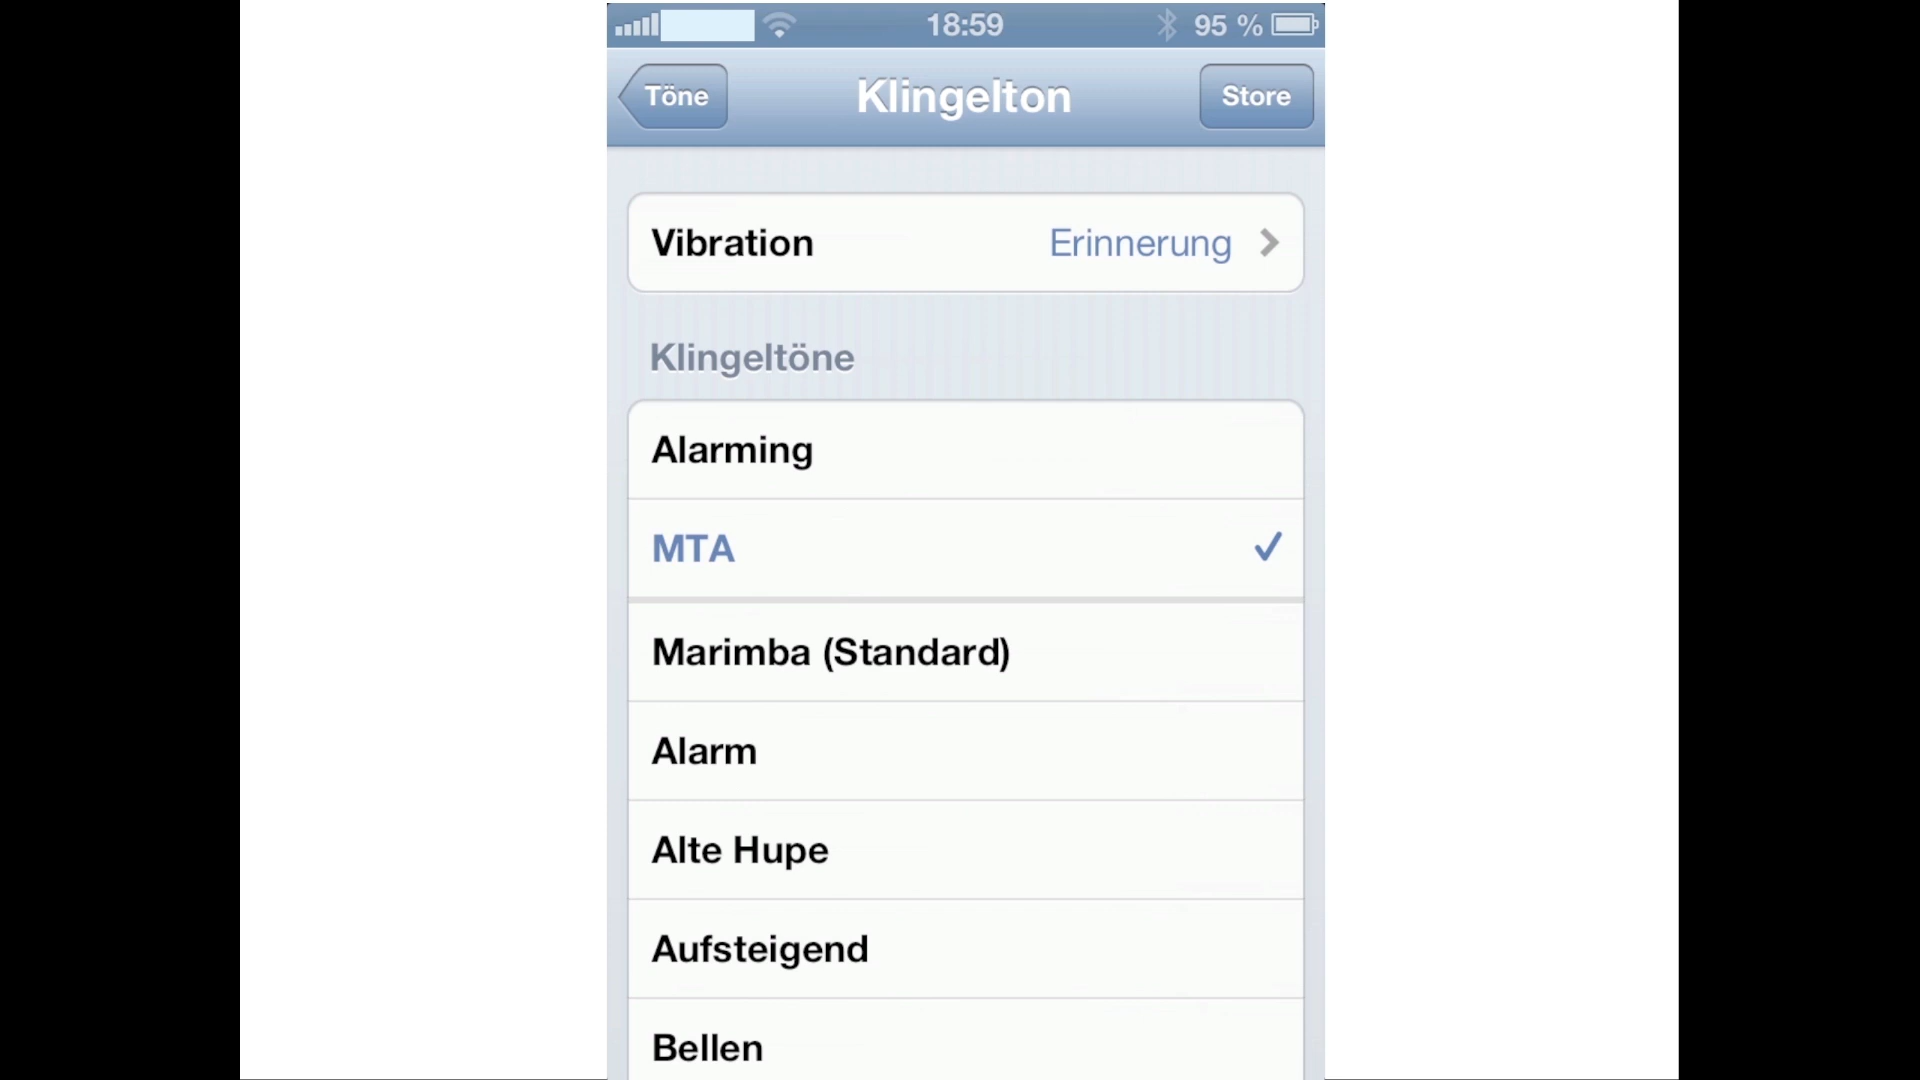 18:59 95 %
Töne Klingelton Store
Vibration Erinnerung
Klingeltöne
Alarming
MTA
Marimba (Standard)
Alarm
Alte Hupe
Aufsteigend
Bellen